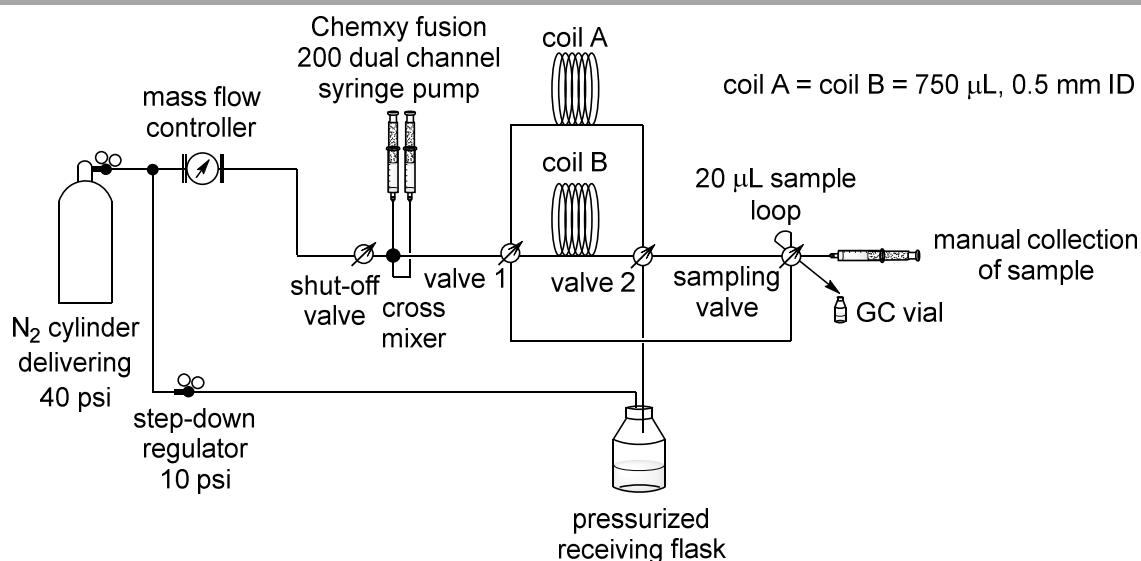 Chemxy fusion
200 dual channel
syringe pump
coil A
coil A = coil B = 750 μL, 0.5 mm ID
mass flow
controller
coil B
20 μL sample
loop
manual collection
of sample
shut-off
valve
valve 1
valve 2
sampling
valve
GC vial
cross
mixer
N2 cylinder
delivering
40 psi
step-down
regulator
10 psi
pressurized
receiving flask